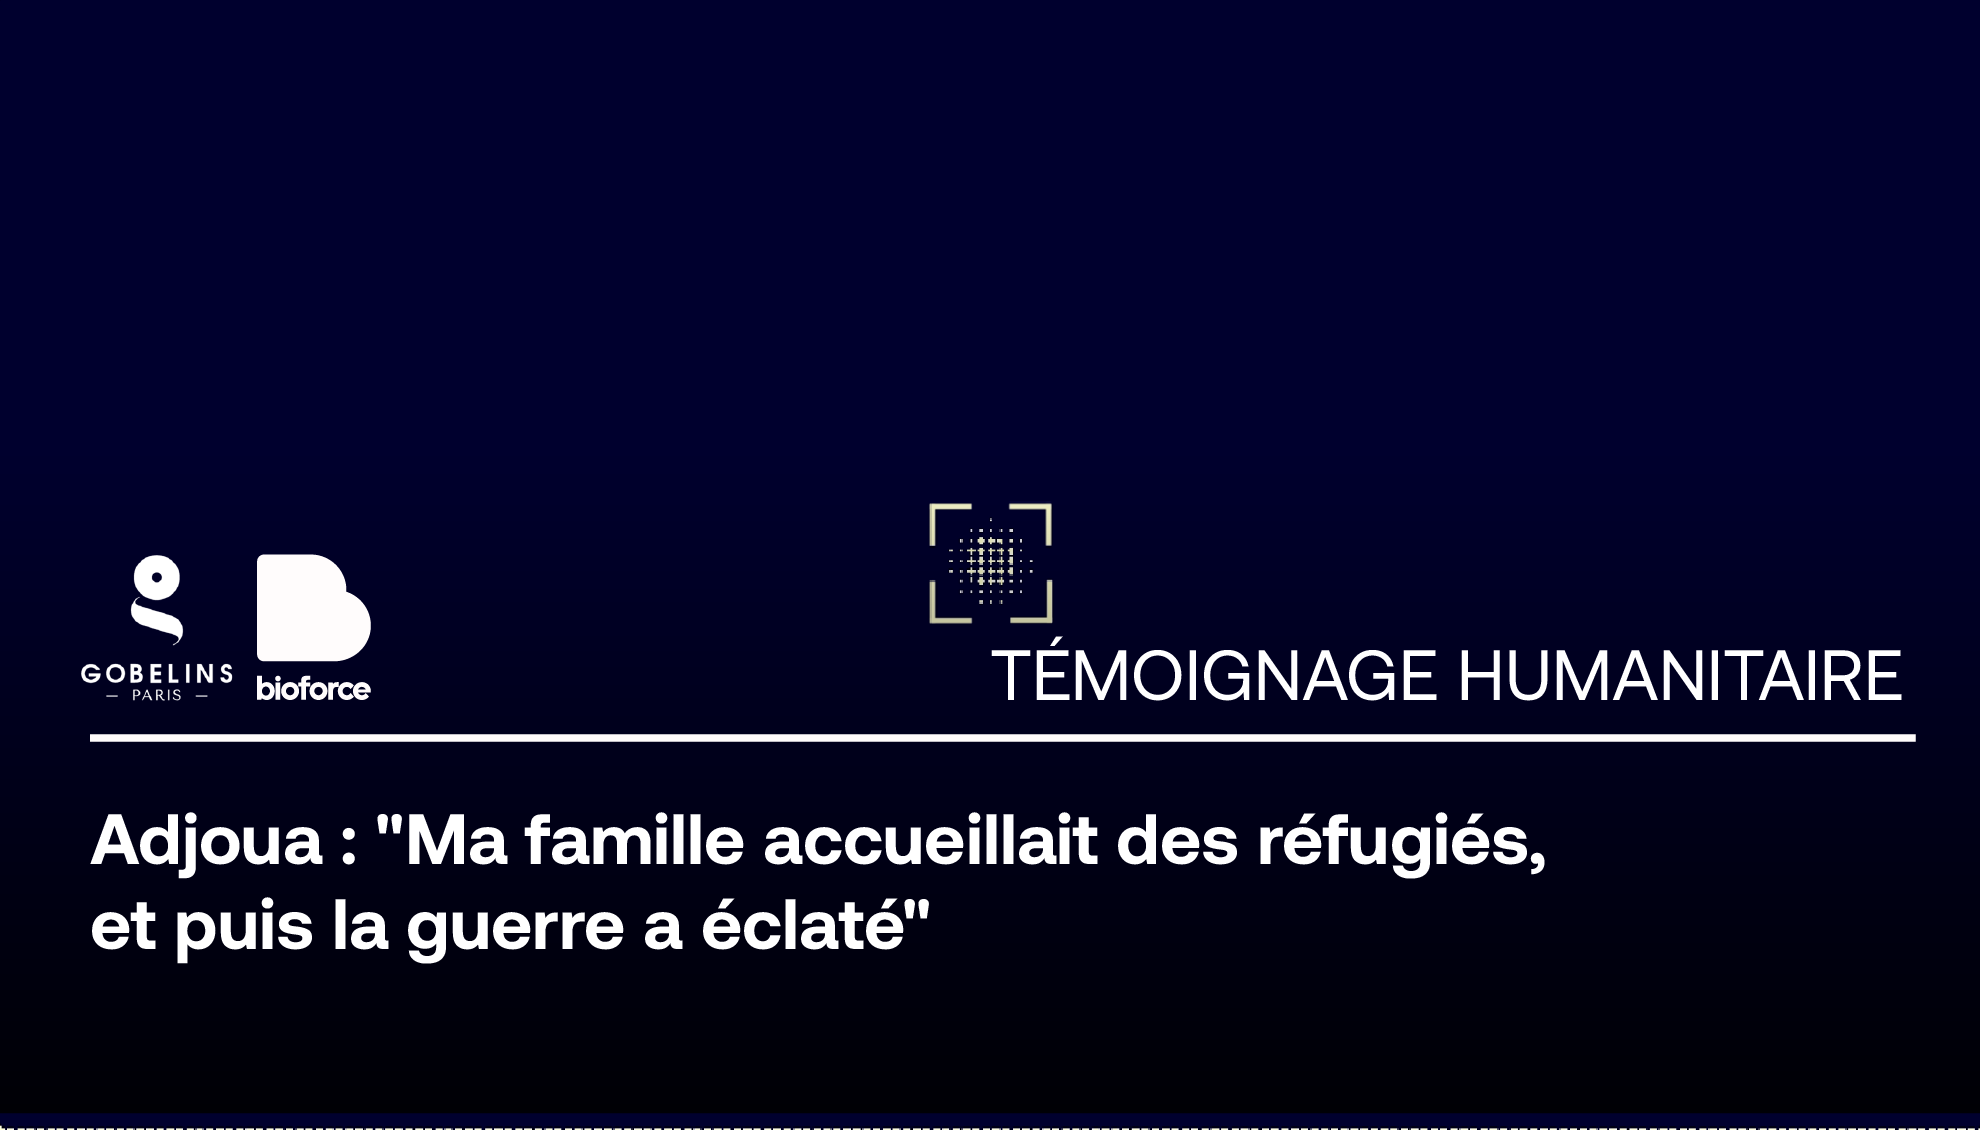 GOBELINS
— PARIS —
bioforce
TÉMOIGNAGE HUMANITAIRE
Adjoua : "Ma famille accueillait des réfugiés,
et puis la guerre a éclaté"